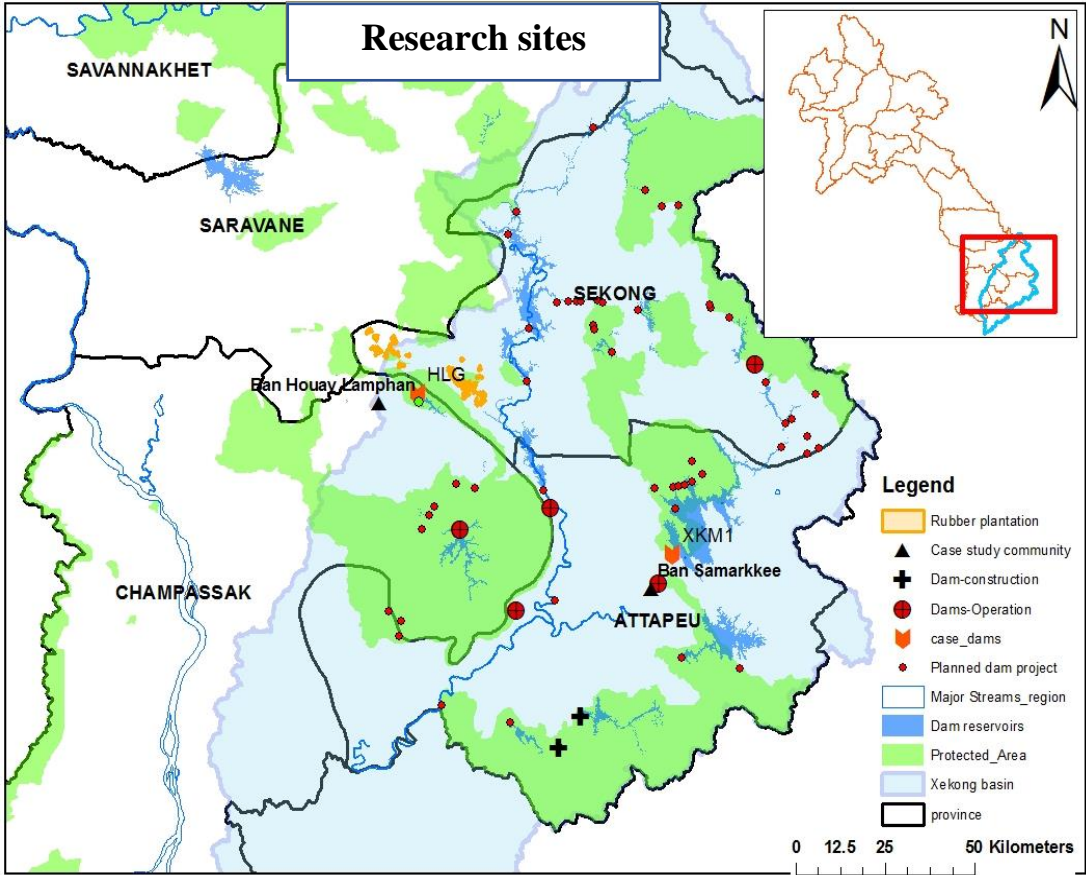 Research sites
N
SAVANNAKHET
SARAVANE
SEKONG
HLG
Ban Houay Lamphan
XKM1
Ban Samarkkee
CHAMPASSAK
ATTAPEU
Legend
Rubber plantation
Case study community
Dam-construction
Dams-Operation
case_dams
Planned dam project
Major Streams_region
Dam reservoirs
Protected_Area
Xekong basin
province
0 12.5 25 50 Kilometers